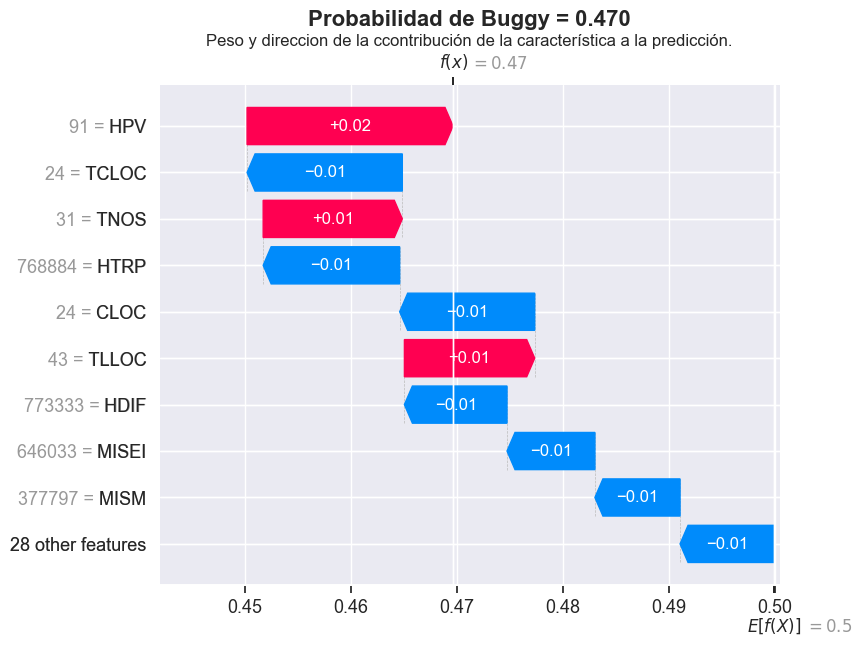 Probabilidad de Buggy = 0.470
Peso y direccion de la ccontribución de la característica a la predicción.
f(x) = 0.47
91 = HPV +0.02
24 = TCLOC −0.01
31 = TNOS +0.01
768884 = HTRP −0.01
24 = CLOC −0.01
43 = TLLOC +0.01
773333 = HDIF −0.01
646033 = MISEI −0.01
377797 = MISM −0.01
28 other features −0.01
0.45 0.46 0.47 0.48 0.49 0.50
E[f(X)] = 0.5